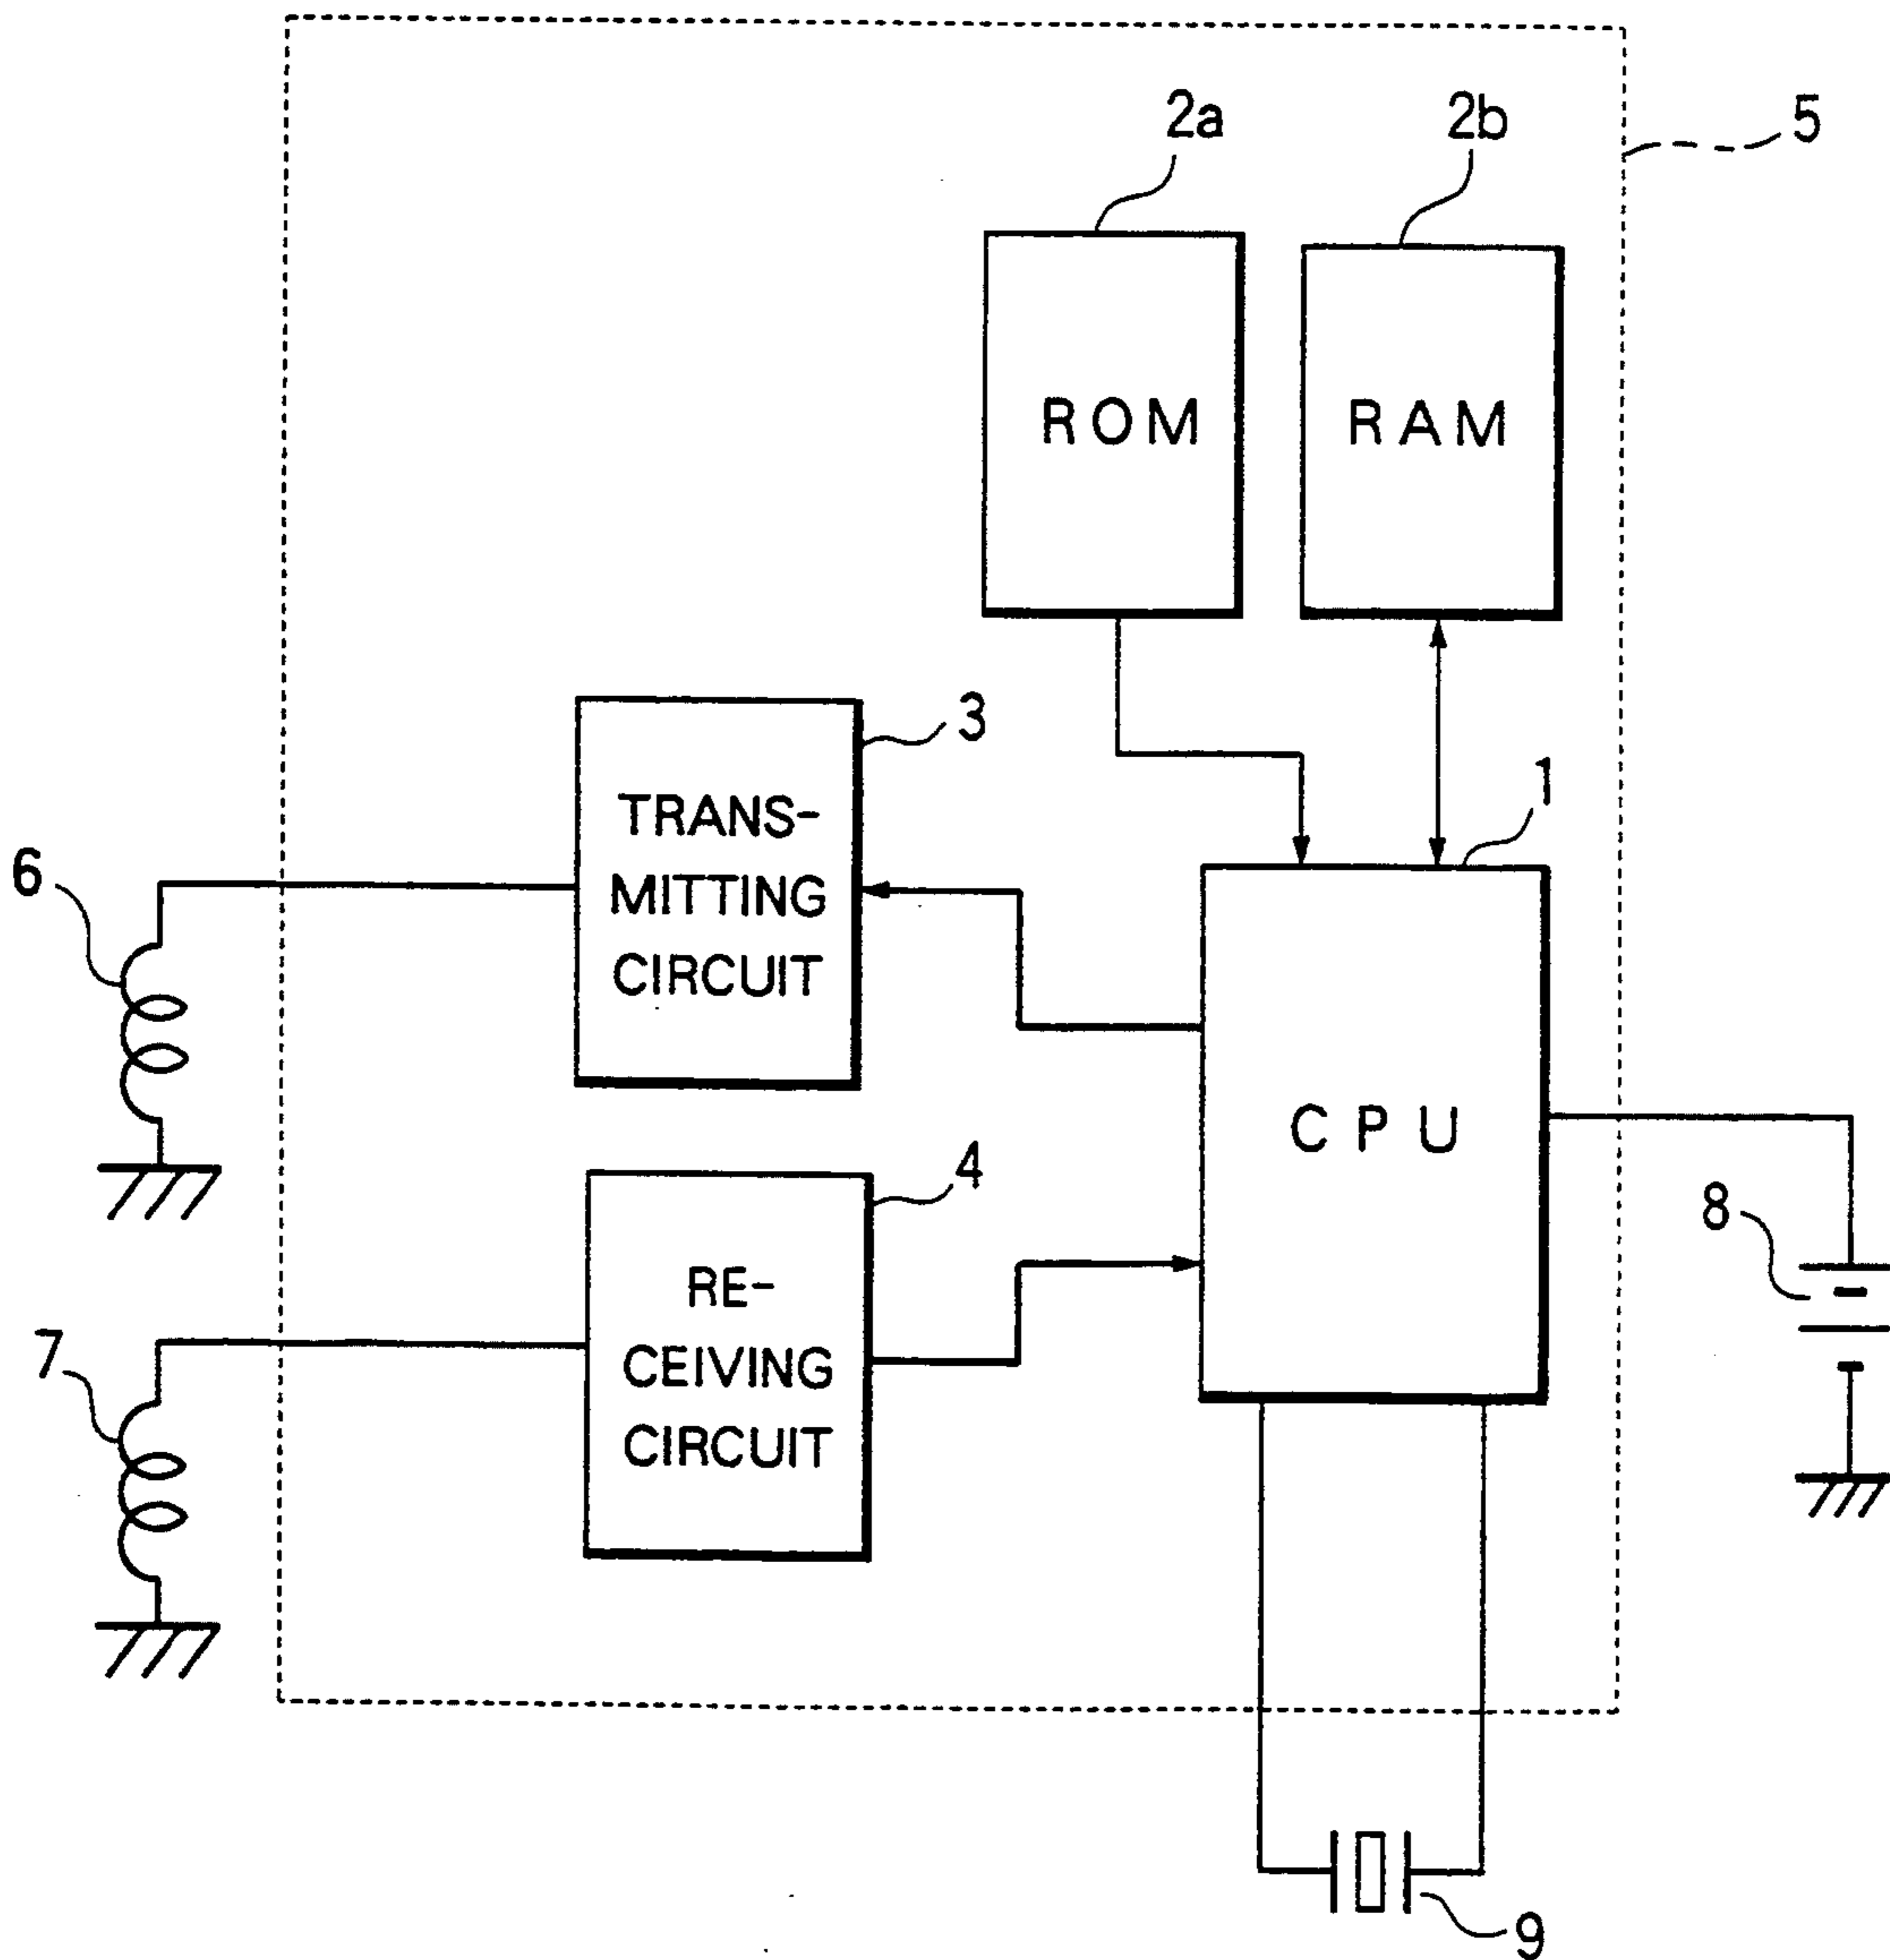 2a
2b
5
ROM
RAM
3
1
TRANS-
MITTING
CIRCUIT
6
CPU
4
8
RE-
CEIVING
CIRCUIT
7
9